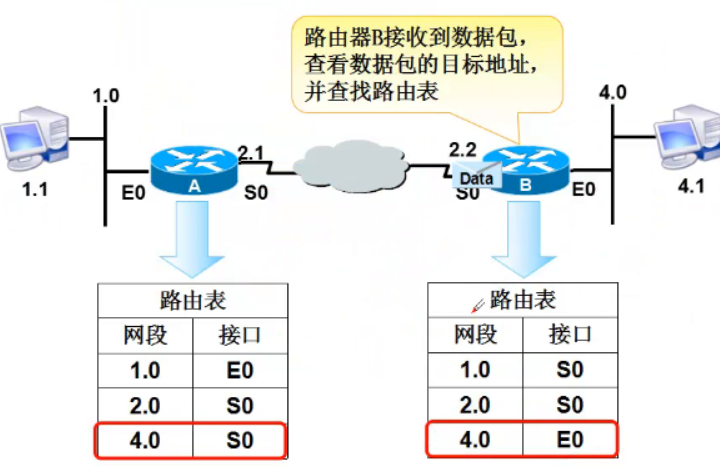 路由器B接收到数据包，
查看数据包的目标地址，
并查找路由表
1.0
4.0
2.1
2.2
1.1
E0
A
S0
Data
S0
B
E0
4.1
路由表
网段 接口
1.0 E0
2.0 S0
4.0 S0
路由表
网段 接口
1.0 S0
2.0 S0
4.0 E0